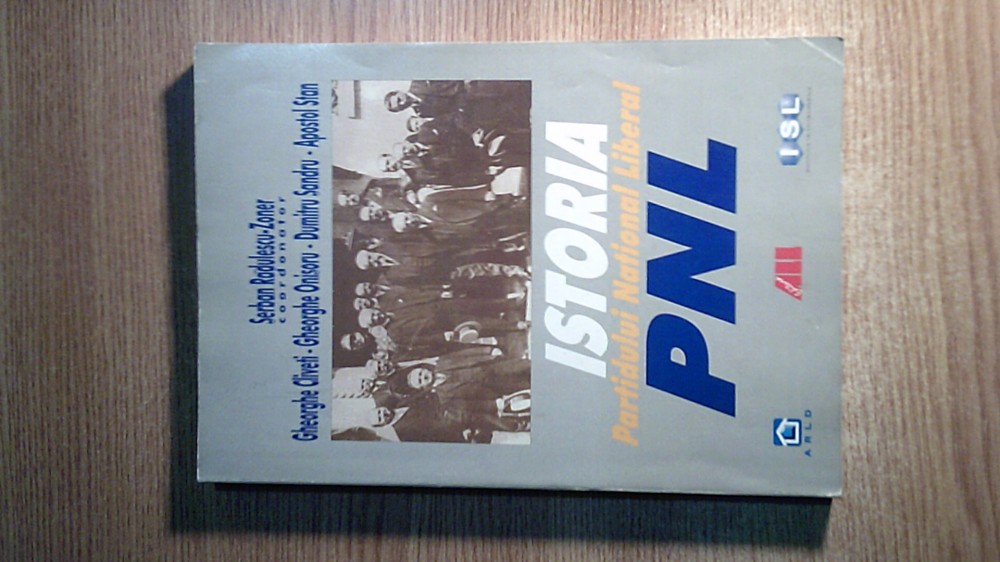 Serban Radulescu-Zoner
coordonator
Gheorghe Cliveti • Gheorghe Onisoru • Dumitru Sandru • Apostol Stan
ISTORIA
Partidului National Liberal
PNL
ARLD
ALL
ISL